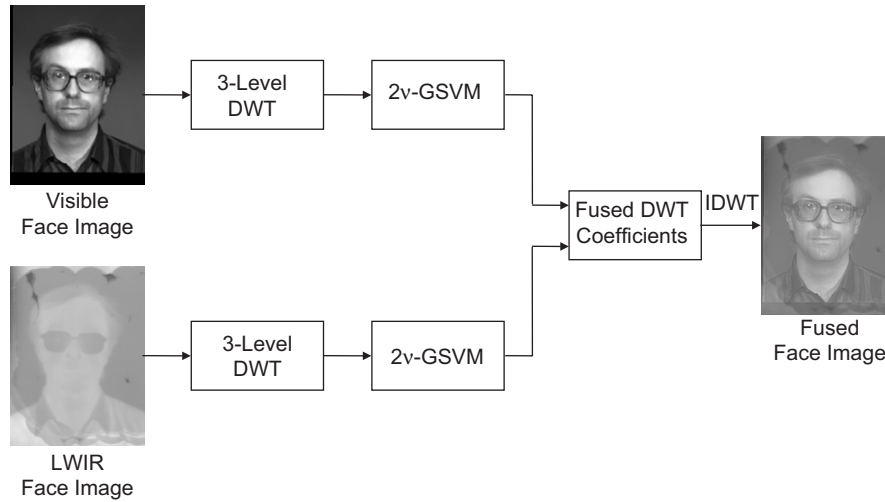 3-Level
DWT
2ν-GSVM
Visible
Face Image
Fused DWT
Coefficients
IDWT
Fused
Face Image
3-Level
DWT
2ν-GSVM
LWIR
Face Image